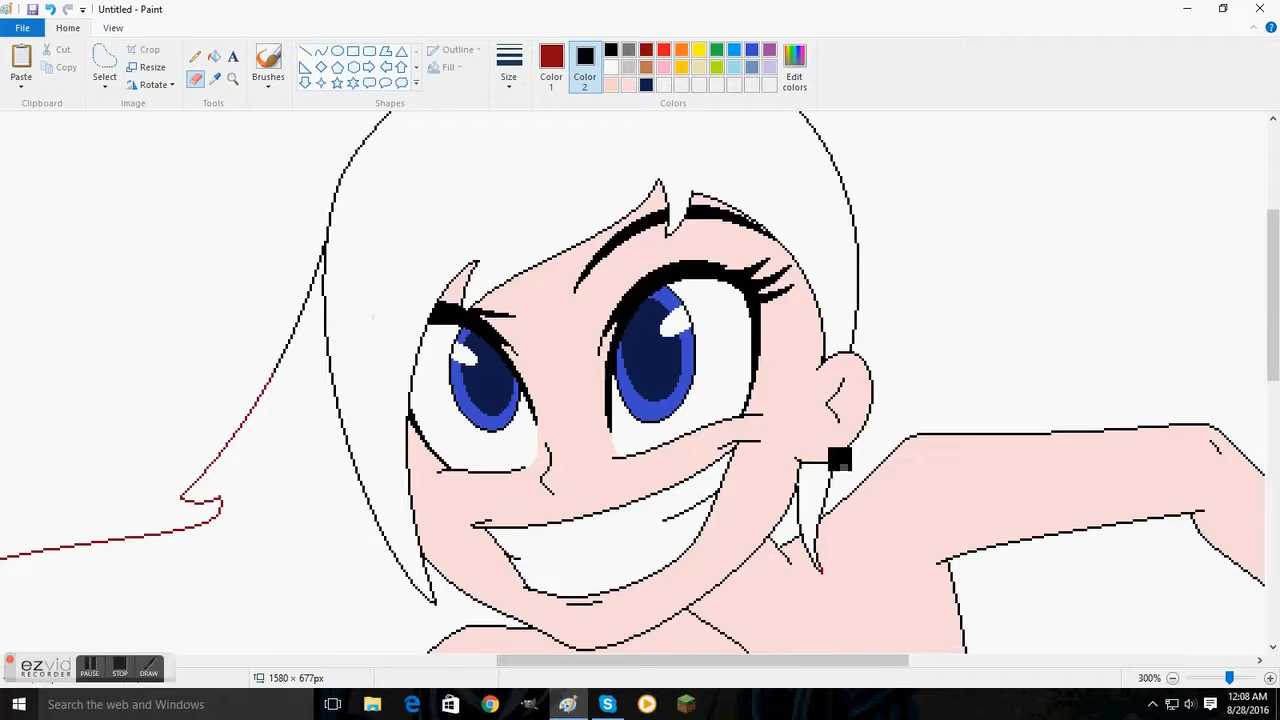 Untitled - Paint
File Home View
Paste Cut Copy
Select Crop Resize Rotate
Brushes
Outline Fill
Size
Color 1
Color 2
Edit colors
Clipboard Image Tools Shapes Colors
ezvid RECORDER PAUSE STOP DRAW
1580 × 677px 300%
Search the web and Windows
12:08 AM
8/28/2016